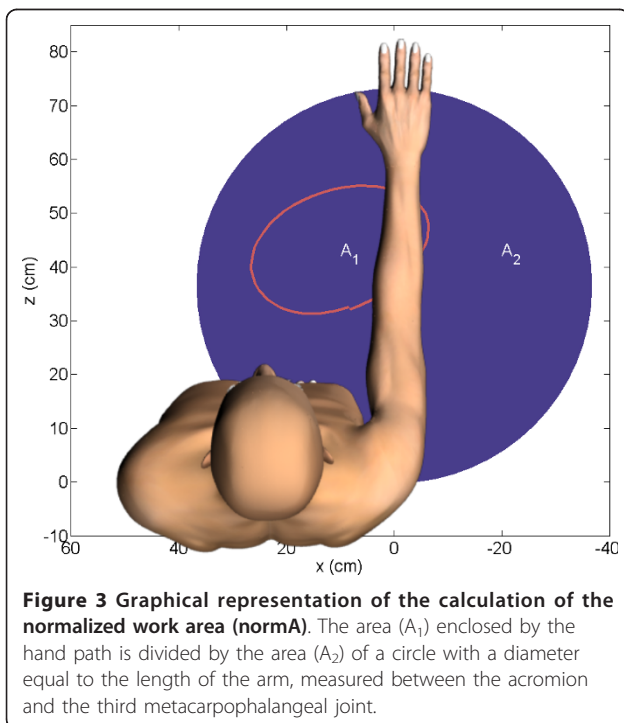 80
70
60
50
40
30
20
10
0
-10
z (cm)
A₁
A₂
60 40 20 0 -20 -40
x (cm)
Figure 3 Graphical representation of the calculation of the
normalized work area (normA). The area (A₁) enclosed by the
hand path is divided by the area (A₂) of a circle with a diameter
equal to the length of the arm, measured between the acromion
and the third metacarpophalangeal joint.